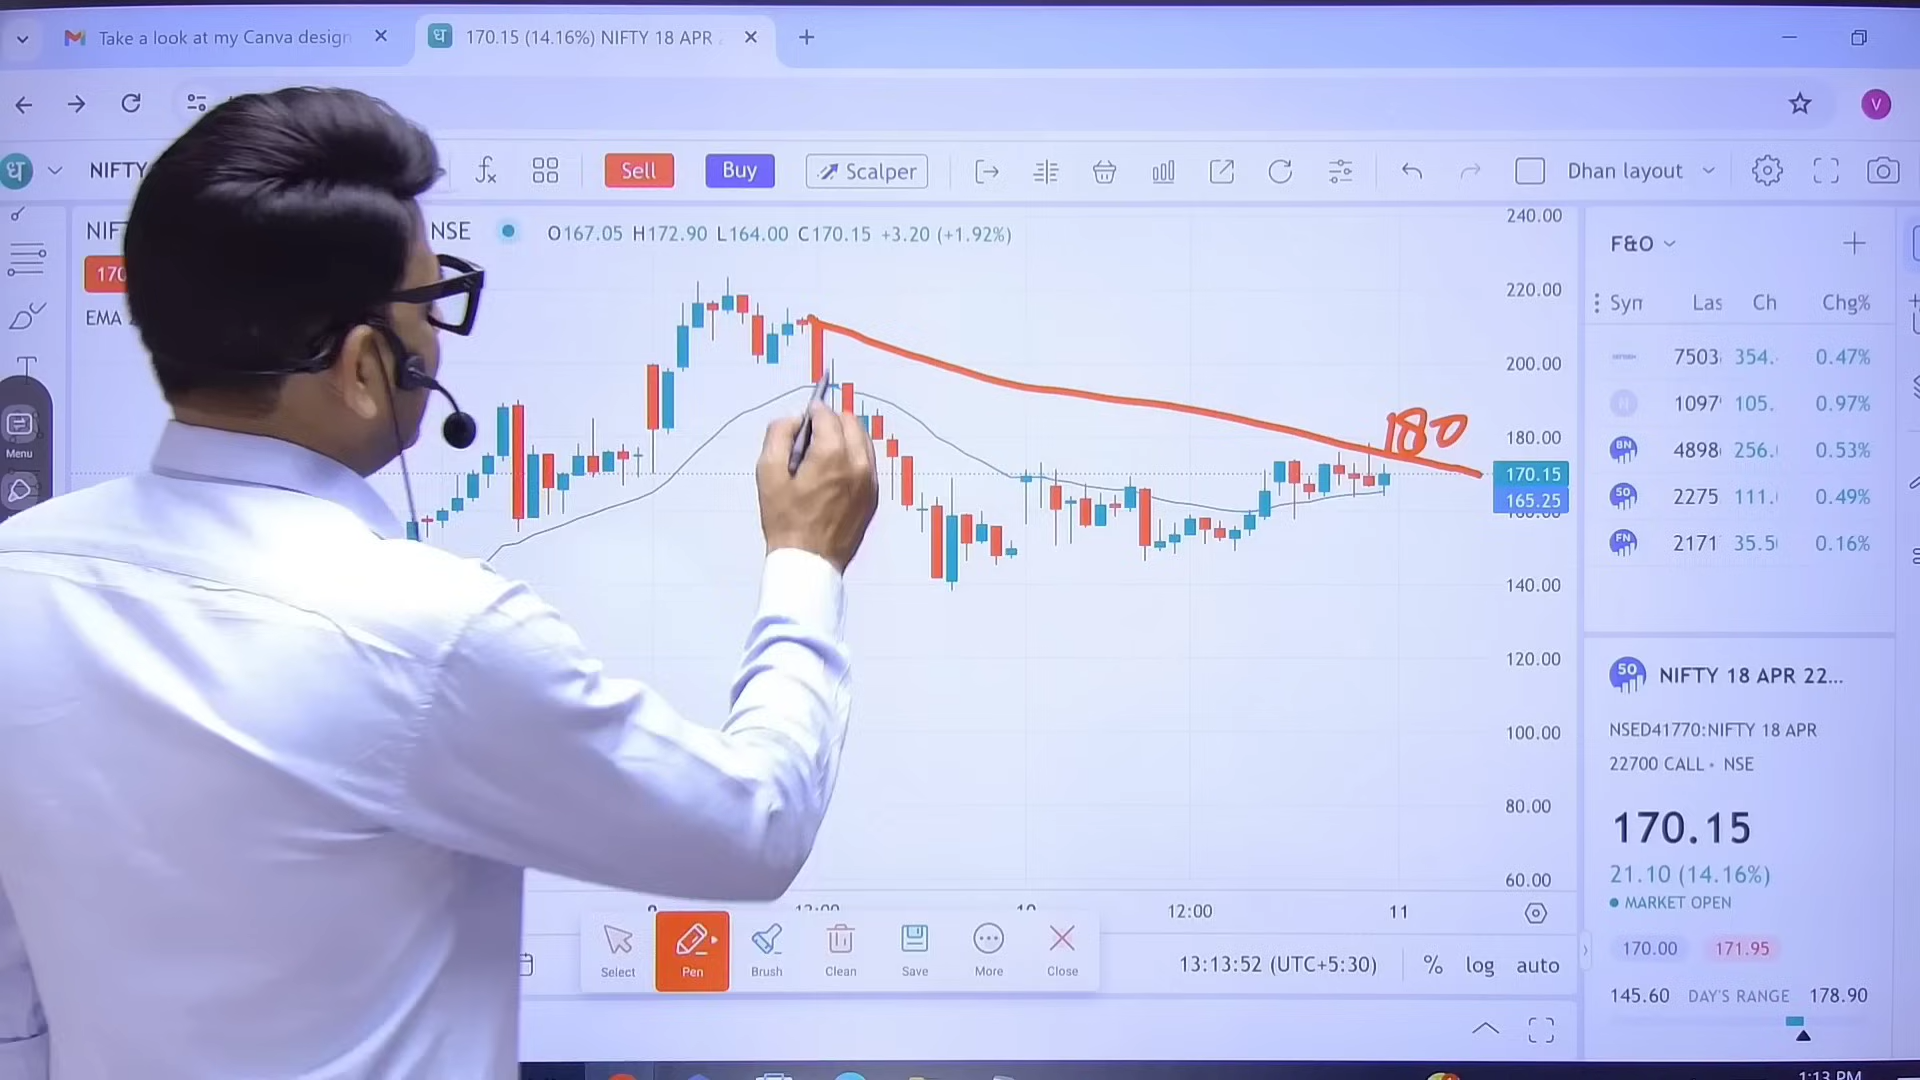 Take a look at my Canva design
ध 170.15 (14.16%) NIFTY 18 APR
V
ध NIFTY
Sell
Buy
Scalper
Dhan layout
NIF
NSE
O167.05 H172.90 L164.00 C170.15 +3.20 (+1.92%)
170
EMA
Menu
240.00
220.00
200.00
180.00
170.15
165.25
140.00
120.00
100.00
80.00
60.00
180
12:00
11
Select
Pen
Brush
Clean
Save
More
Close
13:13:52 (UTC+5:30)
%
log
auto
F&O
Syn
Las
Ch
Chg%
7503 354. 0.47%
1097 105. 0.97%
BN 4898 256. 0.53%
50 2275 111. 0.49%
FN 2171 35.5 0.16%
50 NIFTY 18 APR 22...
NSED41770:NIFTY 18 APR
22700 CALL • NSE
170.15
21.10 (14.16%)
MARKET OPEN
170.00 171.95
145.60 DAY'S RANGE 178.90
1:13 PM